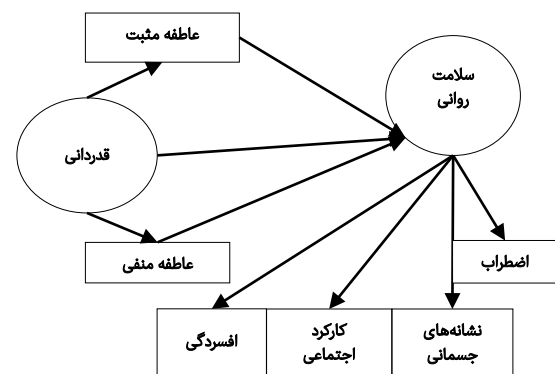 عاطفه مثبت
سلامت
روانی
قدردانی
عاطفه منفی
اضطراب
افسردگی
کارکرد
اجتماعی
نشانه‌های
جسمانی